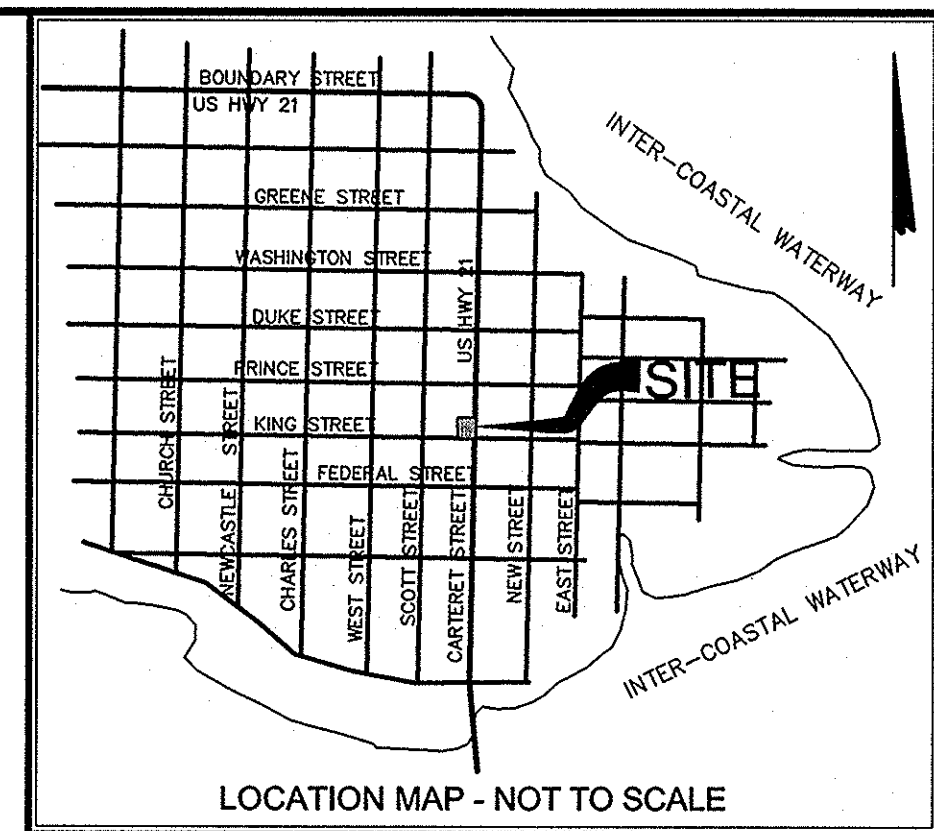 BOUNDARY STREET
US HWY 21
INTER-COASTAL WATERWAY
GREENE STREET
WASHINGTON STREET
US HWY 21
DUKE STREET
PRINCE STREET
SITE
CHURCH STREET
NEWCASTLE STREET
KING STREET
CHARLES STREET
FEDERAL STREET
WEST STREET
SCOTT STREET
CARTERET STREET
NEW STREET
EAST STREET
INTER-COASTAL WATERWAY
LOCATION MAP - NOT TO SCALE